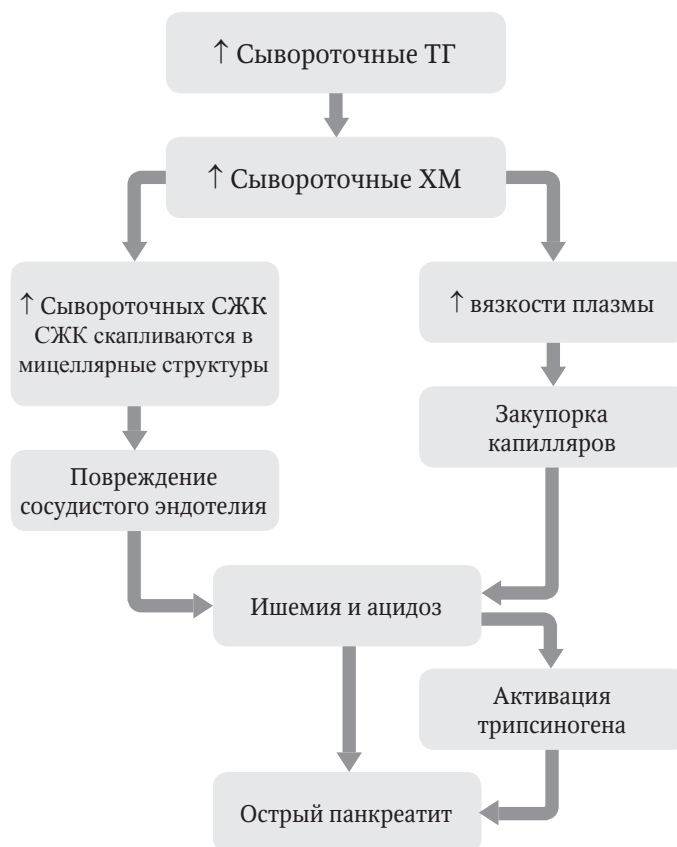 ↑ Сывороточные ТГ
↑ Сывороточные ХМ
↑ Сывороточных СЖК
СЖК скапливаются в
мицеллярные структуры
↑ вязкости плазмы
Закупорка
капилляров
Повреждение
сосудистого эндотелия
Ишемия и ацидоз
Активация
трипсиногена
Острый панкреатит